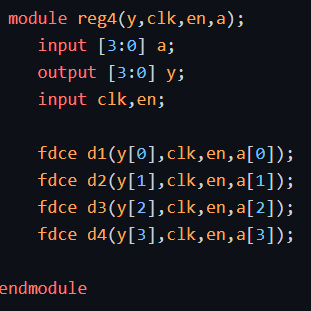 module reg4(y,clk,en,a);
input [3:0] a;
output [3:0] y;
input clk,en;
fdce d1(y[0],clk,en,a[0]);
fdce d2(y[1],clk,en,a[1]);
fdce d3(y[2],clk,en,a[2]);
fdce d4(y[3],clk,en,a[3]);
endmodule